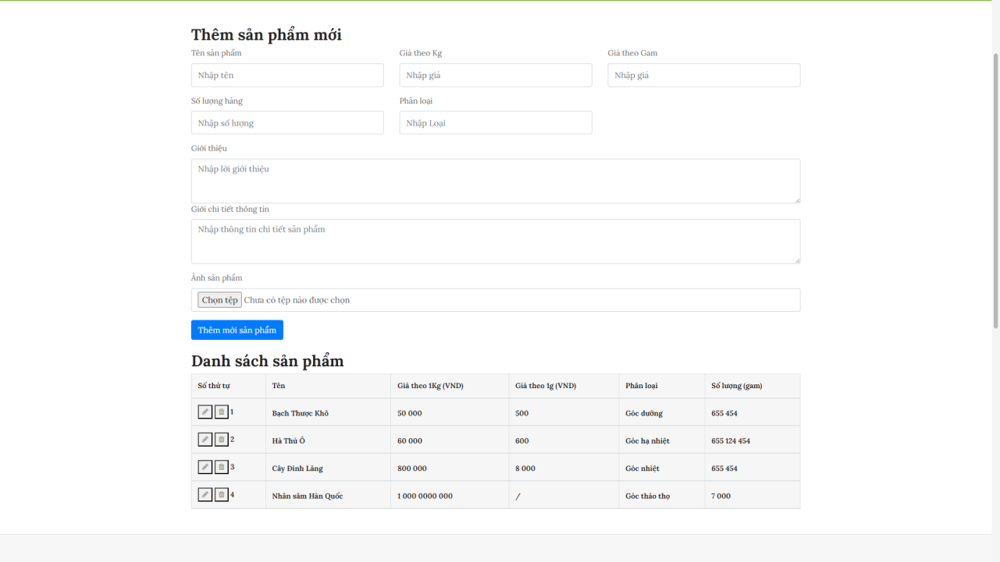 Thêm sản phẩm mới
Tên sản phẩm Giá theo Kg Giá theo Gam
Nhập tên Nhập giá Nhập giá
Số lượng hàng Phân loại
Nhập số lượng Nhập Loại
Giới thiệu
Nhập lời giới thiệu
Giới chi tiết thông tin
Nhập thông tin chi tiết sản phẩm
Ảnh sản phẩm
Chọn tệp Chưa có tệp nào được chọn
Thêm mới sản phẩm
Danh sách sản phẩm
Số thứ tự Tên Giá theo 1Kg (VND) Giá theo 1g (VND) Phân loại Số lượng (gam)
1 Bạch Thược Khô 50 000 500 Góc dưỡng 655 454
2 Hà Thủ Ô 60 000 600 Góc hạ nhiệt 655 124 454
3 Cây Đinh Lăng 800 000 8 000 Góc nhiệt 655 454
4 Nhân sâm Hàn Quốc 1 000 0000 000 / Góc thảo thọ 7 000